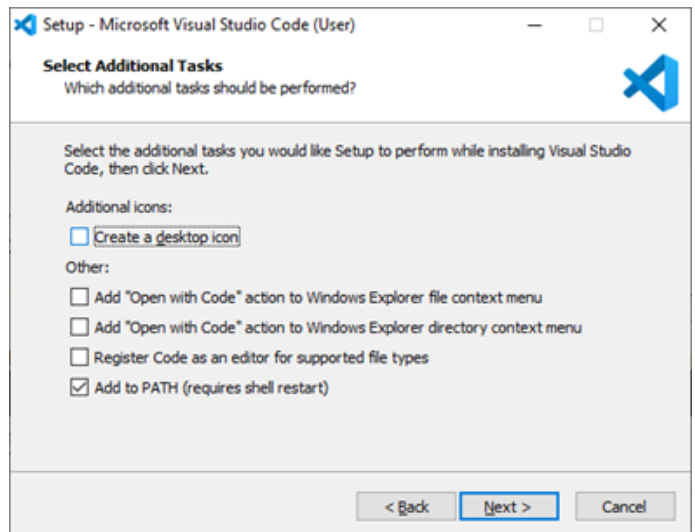 Setup - Microsoft Visual Studio Code (User)
Select Additional Tasks
Which additional tasks should be performed?
Select the additional tasks you would like Setup to perform while installing Visual Studio
Code, then click Next.
Additional icons:
Create a desktop icon
Other:
Add "Open with Code" action to Windows Explorer file context menu
Add "Open with Code" action to Windows Explorer directory context menu
Register Code as an editor for supported file types
Add to PATH (requires shell restart)
< Back Next > Cancel